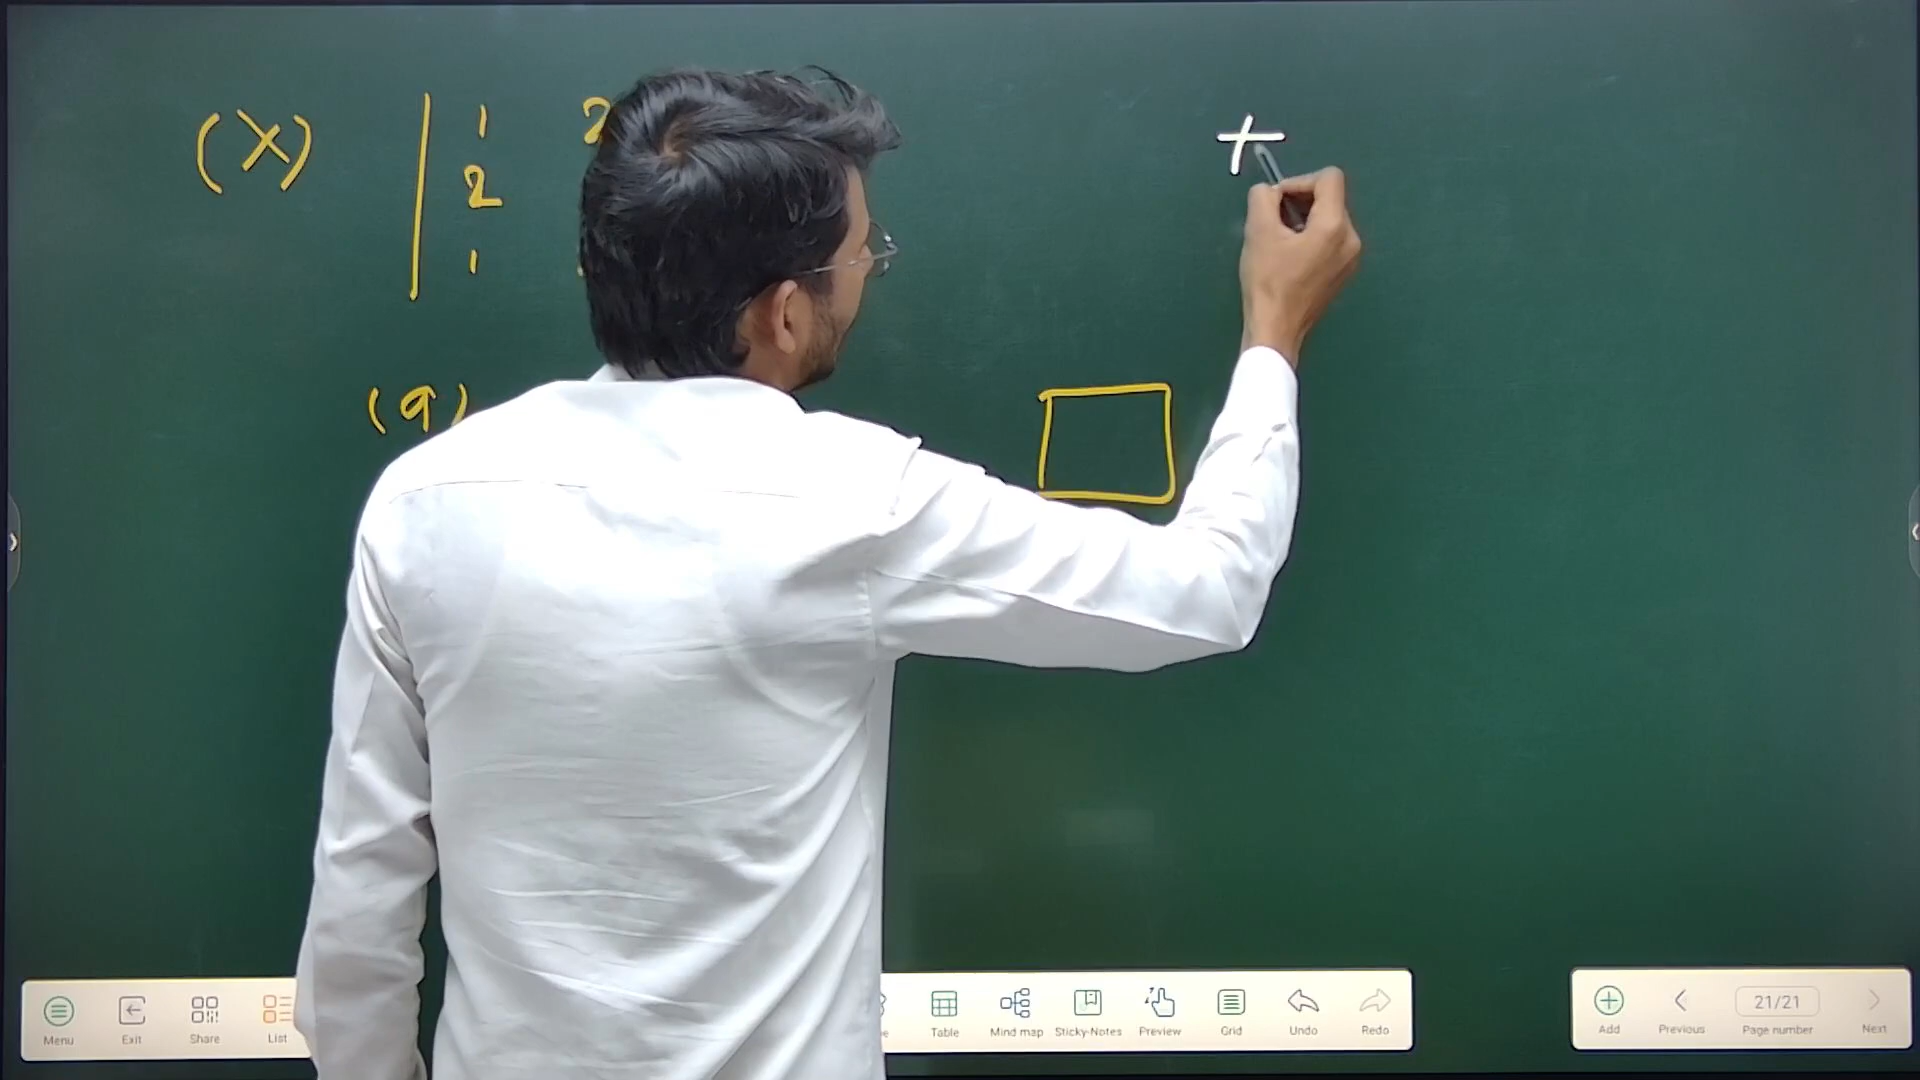 (X) | 1 2
2
1
+
(a)
Menu Exit Share List Table Mind map Sticky-Notes Preview Grid Undo Redo Add Previous 21/21 Page number Next